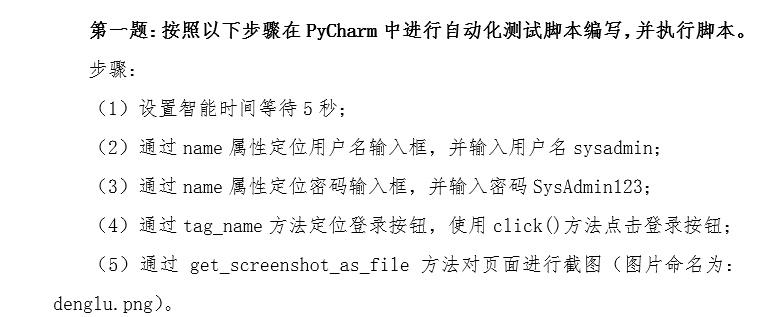 第一题：按照以下步骤在 PyCharm 中进行自动化测试脚本编写，并执行脚本。
步骤：
（1）设置智能时间等待 5 秒；
（2）通过 name 属性定位用户名输入框，并输入用户名 sysadmin；
（3）通过 name 属性定位密码输入框，并输入密码 SysAdmin123；
（4）通过 tag_name 方法定位登录按钮，使用 click()方法点击登录按钮；
（5）通过 get_screenshot_as_file 方法对页面进行截图（图片命名为：
denglu.png）。